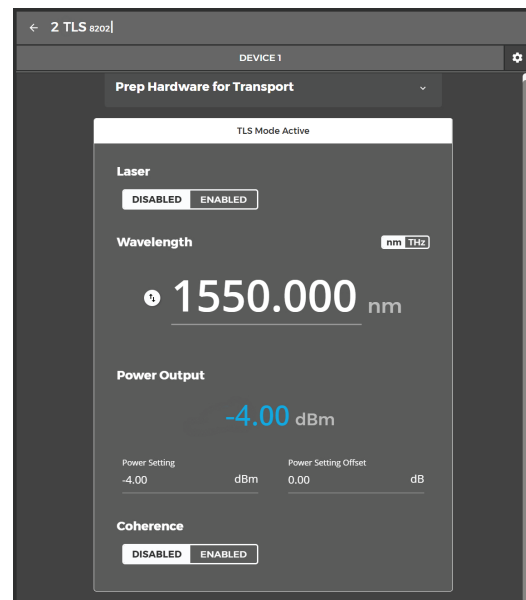 2 TLS 8202
DEVICE 1
Prep Hardware for Transport
TLS Mode Active
Laser
DISABLED ENABLED
Wavelength nm THz
1550.000 nm
Power Output
-4.00 dBm
Power Setting Power Setting Offset
-4.00 dBm 0.00 dB
Coherence
DISABLED ENABLED